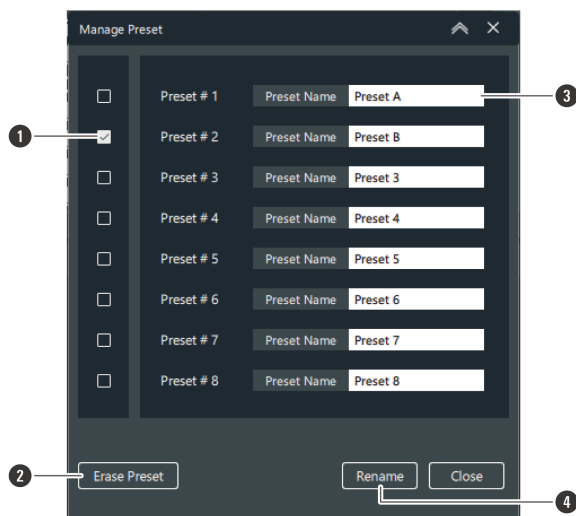 Manage Preset
Preset # 1 Preset Name Preset A 3
1 Preset # 2 Preset Name Preset B
Preset # 3 Preset Name Preset 3
Preset # 4 Preset Name Preset 4
Preset # 5 Preset Name Preset 5
Preset # 6 Preset Name Preset 6
Preset # 7 Preset Name Preset 7
Preset # 8 Preset Name Preset 8
2 Erase Preset Rename Close
4